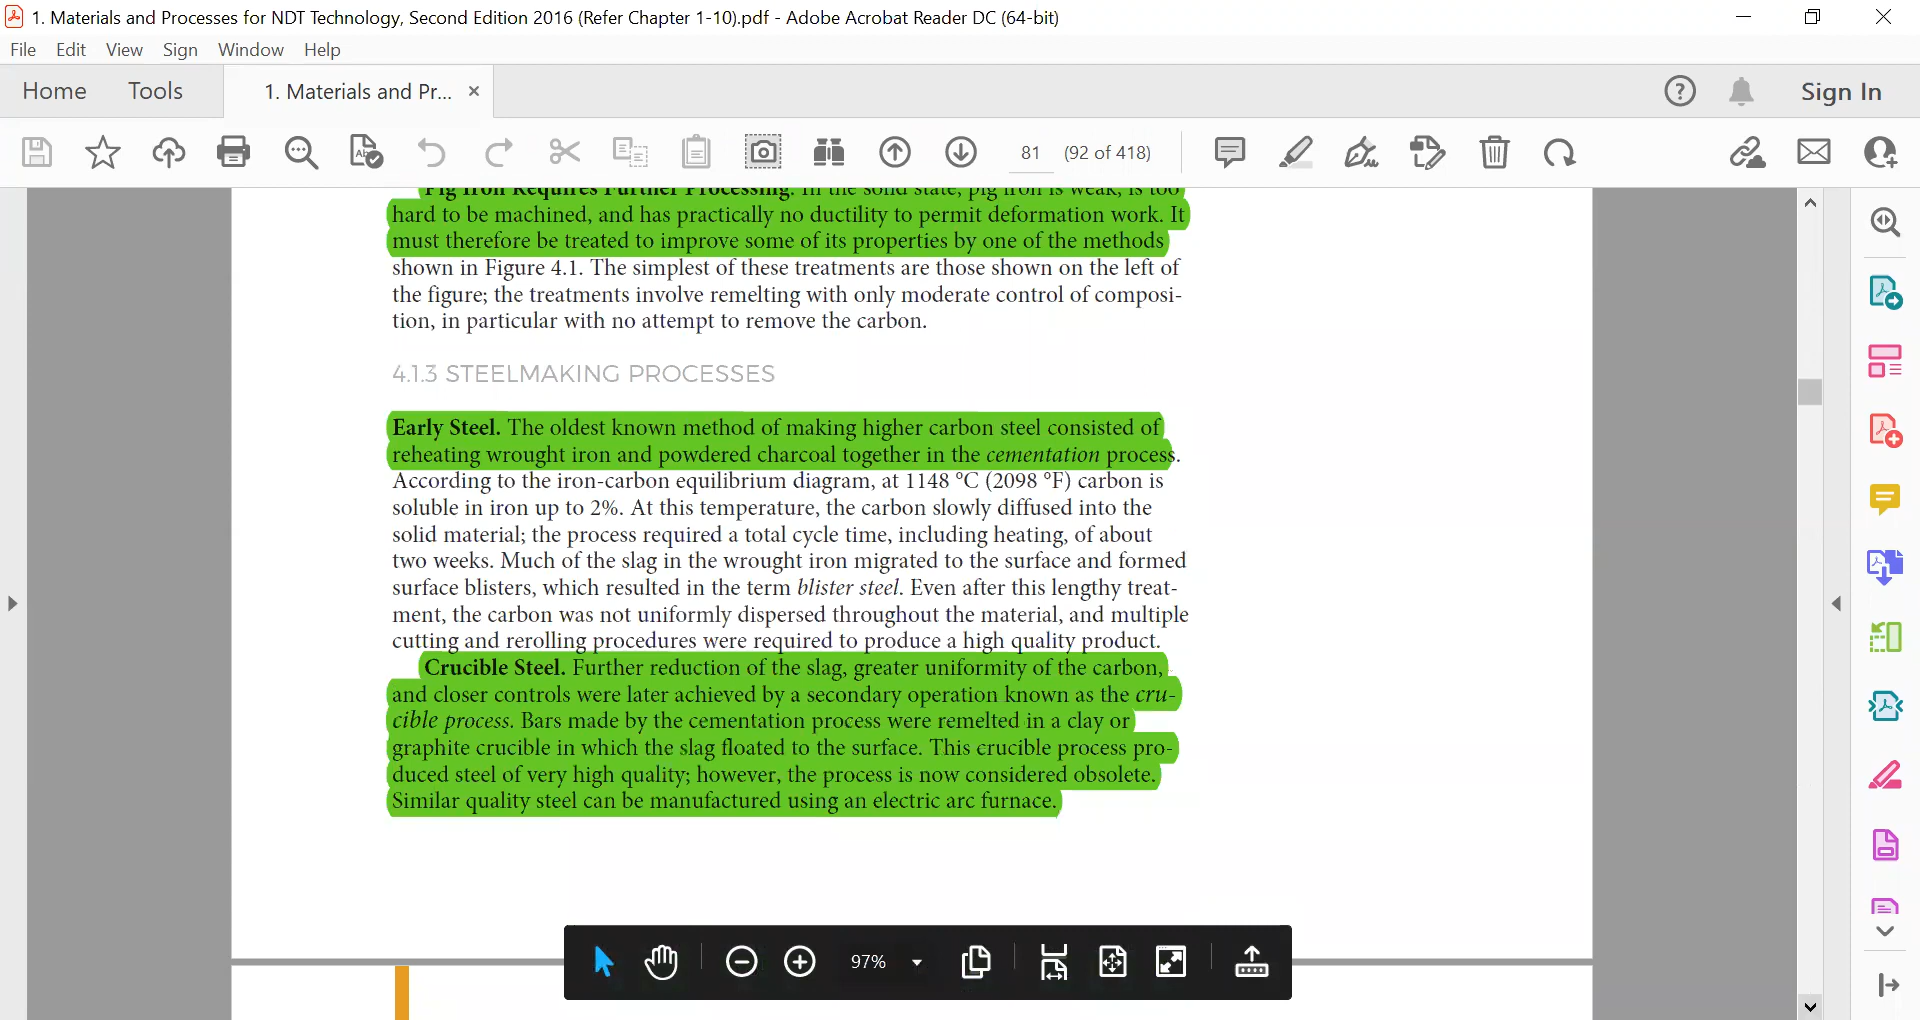 1. Materials and Processes for NDT Technology, Second Edition 2016 (Refer Chapter 1-10).pdf - Adobe Acrobat Reader DC (64-bit)
File Edit View Sign Window Help
Home Tools 1. Materials and Pr... × ? Sign In
81 (92 of 418)
Pig Iron Requires Further Processing. In the solid state, pig iron is weak, is too
hard to be machined, and has practically no ductility to permit deformation work. It
must therefore be treated to improve some of its properties by one of the methods
shown in Figure 4.1. The simplest of these treatments are those shown on the left of
the figure; the treatments involve remelting with only moderate control of composi-
tion, in particular with no attempt to remove the carbon.
4.1.3 STEELMAKING PROCESSES
Early Steel. The oldest known method of making higher carbon steel consisted of
reheating wrought iron and powdered charcoal together in the cementation process.
According to the iron-carbon equilibrium diagram, at 1148 °C (2098 °F) carbon is
soluble in iron up to 2%. At this temperature, the carbon slowly diffused into the
solid material; the process required a total cycle time, including heating, of about
two weeks. Much of the slag in the wrought iron migrated to the surface and formed
surface blisters, which resulted in the term blister steel. Even after this lengthy treat-
ment, the carbon was not uniformly dispersed throughout the material, and multiple
cutting and rerolling procedures were required to produce a high quality product.
Crucible Steel. Further reduction of the slag, greater uniformity of the carbon,
and closer controls were later achieved by a secondary operation known as the cru-
cible process. Bars made by the cementation process were remelted in a clay or
graphite crucible in which the slag floated to the surface. This crucible process pro-
duced steel of very high quality; however, the process is now considered obsolete.
Similar quality steel can be manufactured using an electric arc furnace.
97%